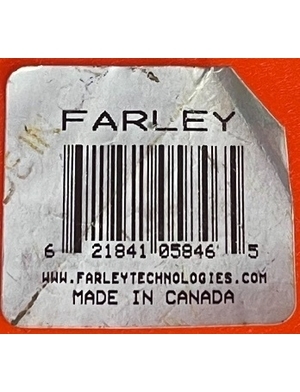 FARLEY
6 21841 05846 5
WWW.FARLEYTECHNOLOGIES.COM
MADE IN CANADA